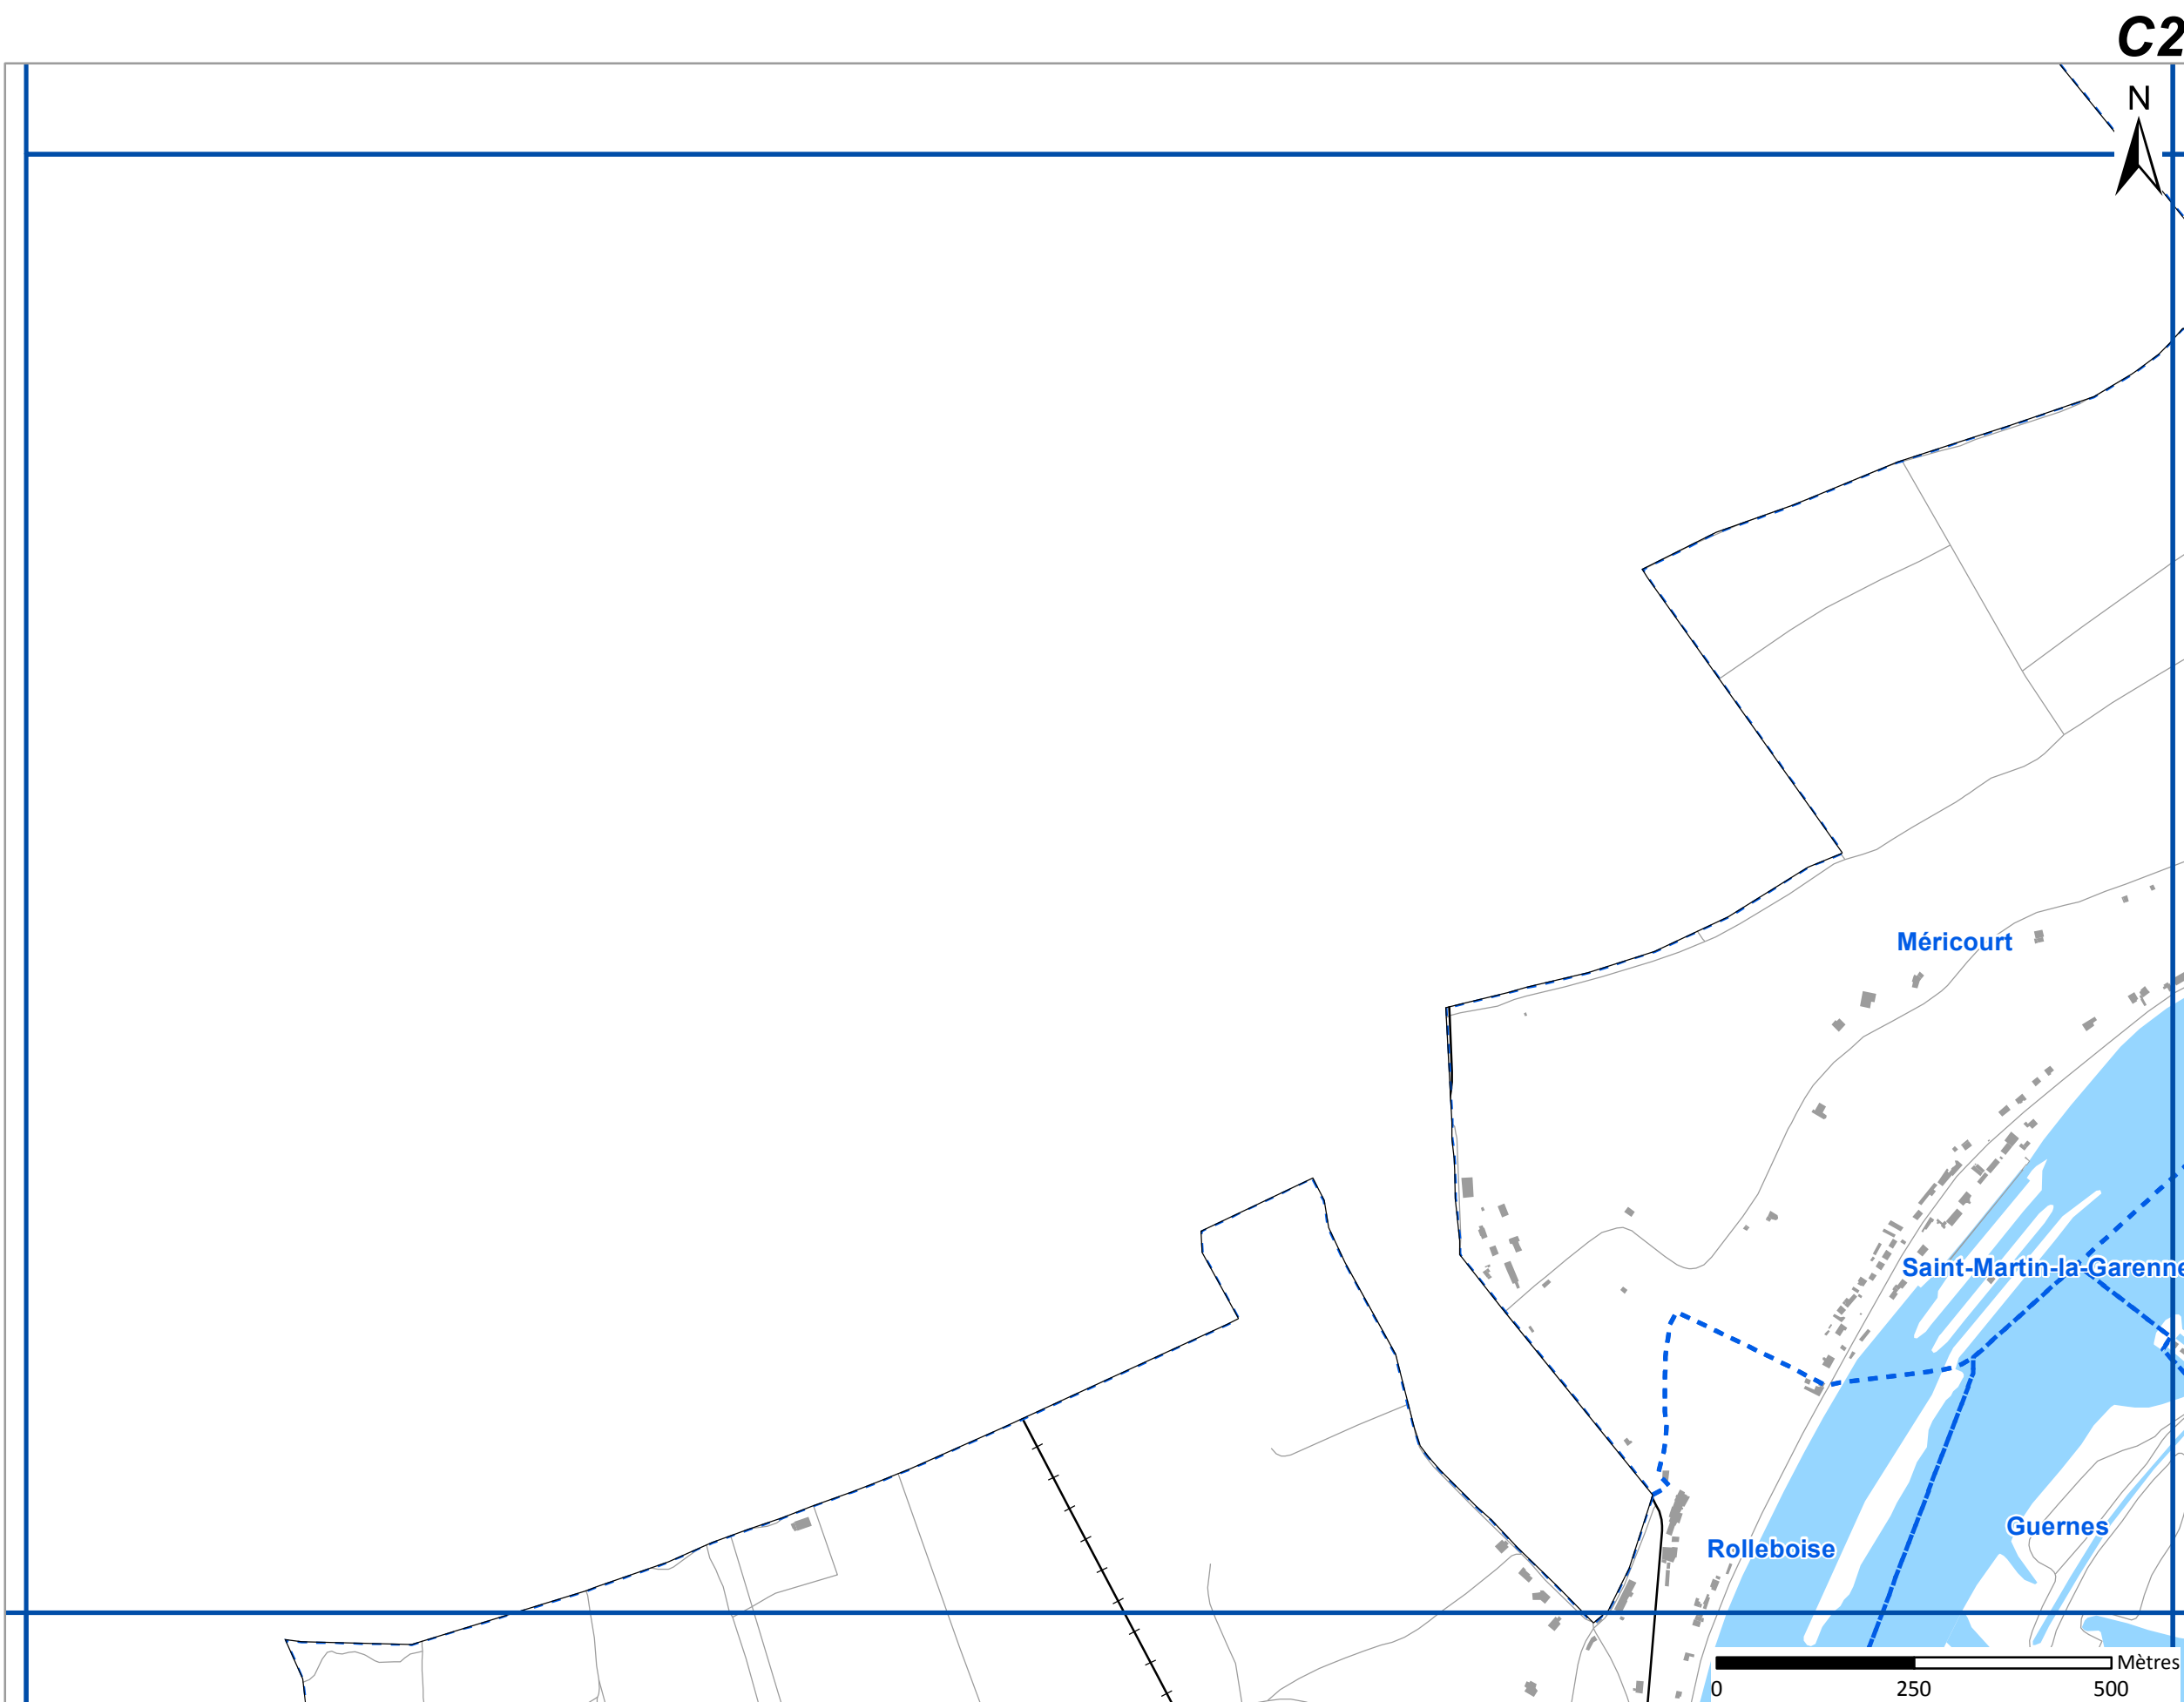 C2
N
Méricourt
Saint-Martin-la-Garenne
Guernes
Rolleboise
Mètres
0 250 500